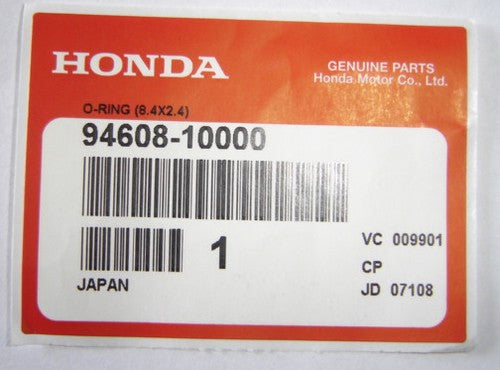 HONDA
GENUINE PARTS
Honda Motor Co., Ltd.
O-RING (8.4X2.4)
94608-10000
1
VC 009901
CP
JAPAN
JD 07108